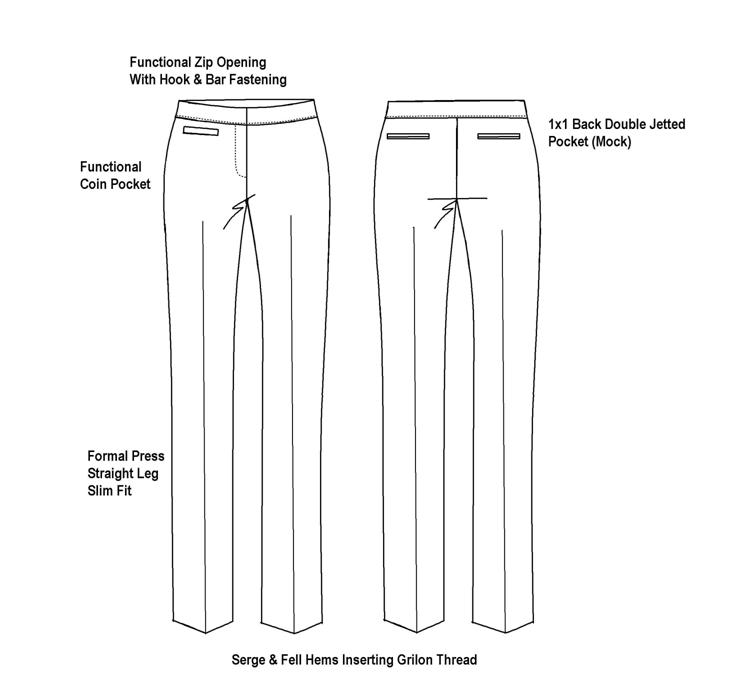 Functional Zip Opening
With Hook & Bar Fastening
1x1 Back Double Jetted
Pocket (Mock)
Functional
Coin Pocket
Formal Press
Straight Leg
Slim Fit
Serge & Fell Hems Inserting Grilon Thread